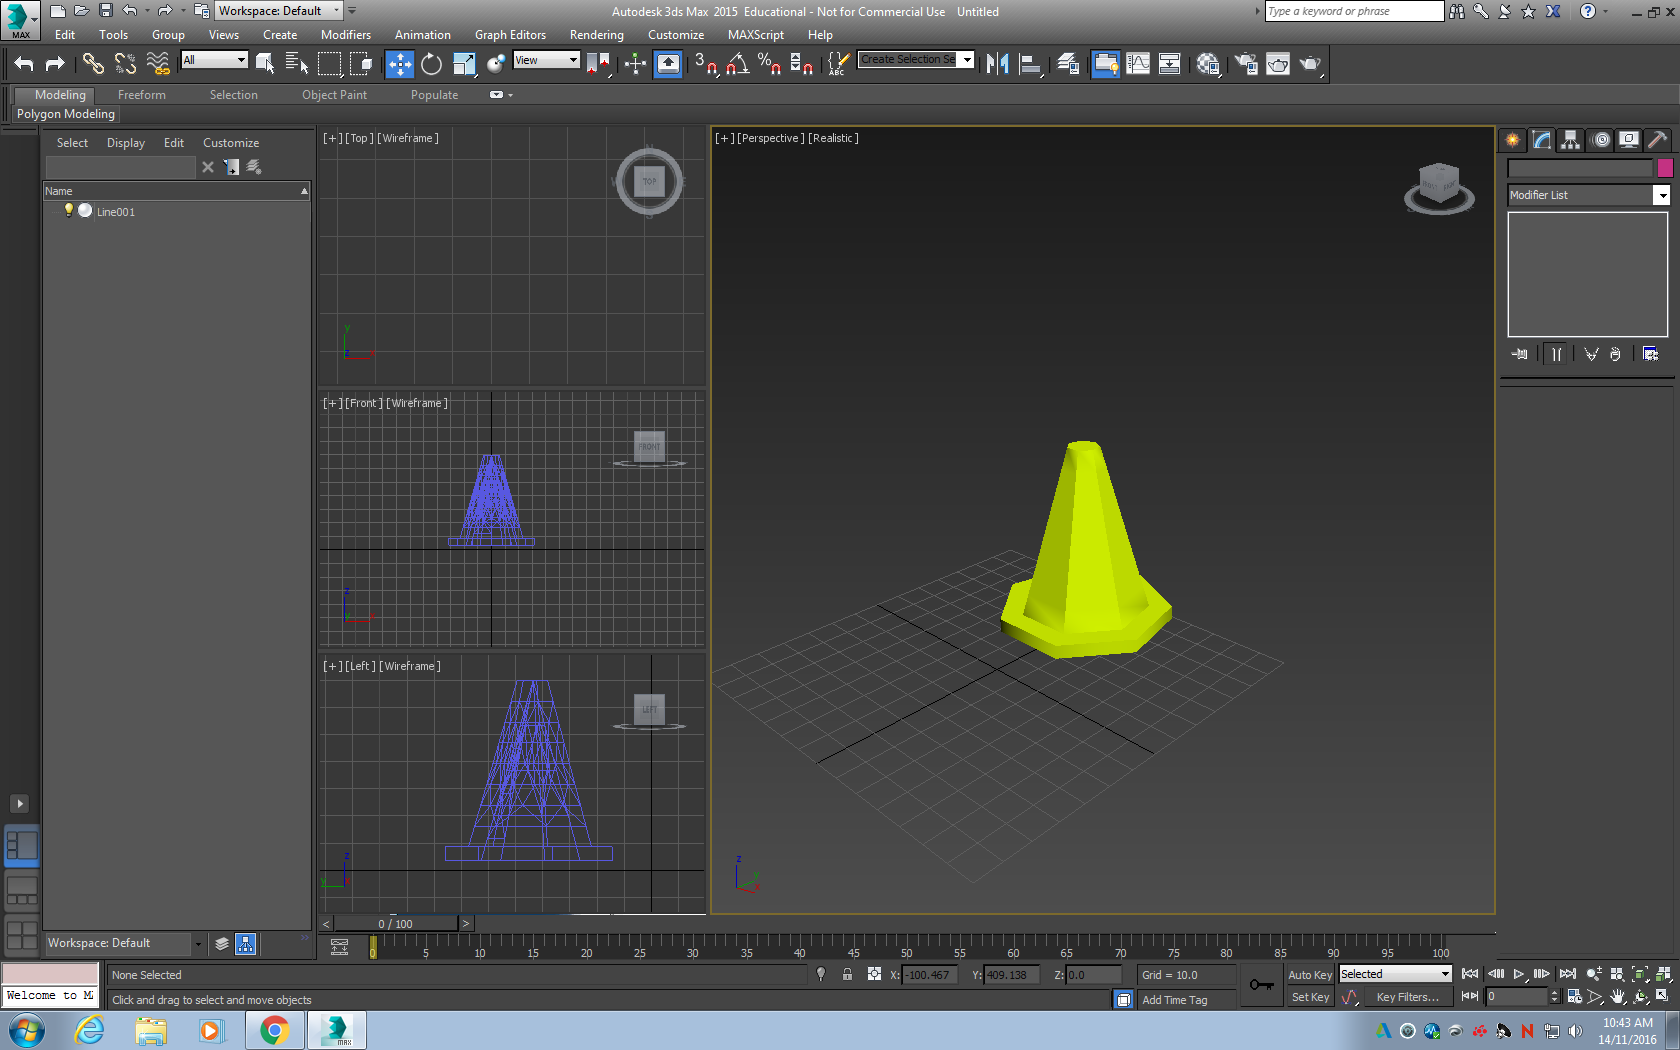 Workspace: Default
Autodesk 3ds Max 2015 Educational - Not for Commercial Use Untitled
Type a keyword or phrase
MAX
Edit Tools Group Views Create Modifiers Animation Graph Editors Rendering Customize MAXScript Help
All
View
3
ABC
Create Selection Se
Modeling Freeform Selection Object Paint Populate
Polygon Modeling
Select Display Edit Customize
Name
Line001
[+][Top][Wireframe]
TOP
[+][Front][Wireframe]
FRONT
[+][Left][Wireframe]
LEFT
[+][Perspective][Realistic]
Modifier List
0 / 100
Workspace: Default
0 5 10 15 20 25 30 35 40 45 50 55 60 65 70 75 80 85 90 95 100
None Selected
X: -100.467 Y: 409.138 Z: 0.0
Grid = 10.0
Auto Key Selected
Welcome to MA
Click and drag to select and move objects
Add Time Tag
Set Key
Key Filters...
0
MAX
10:43 AM
14/11/2016